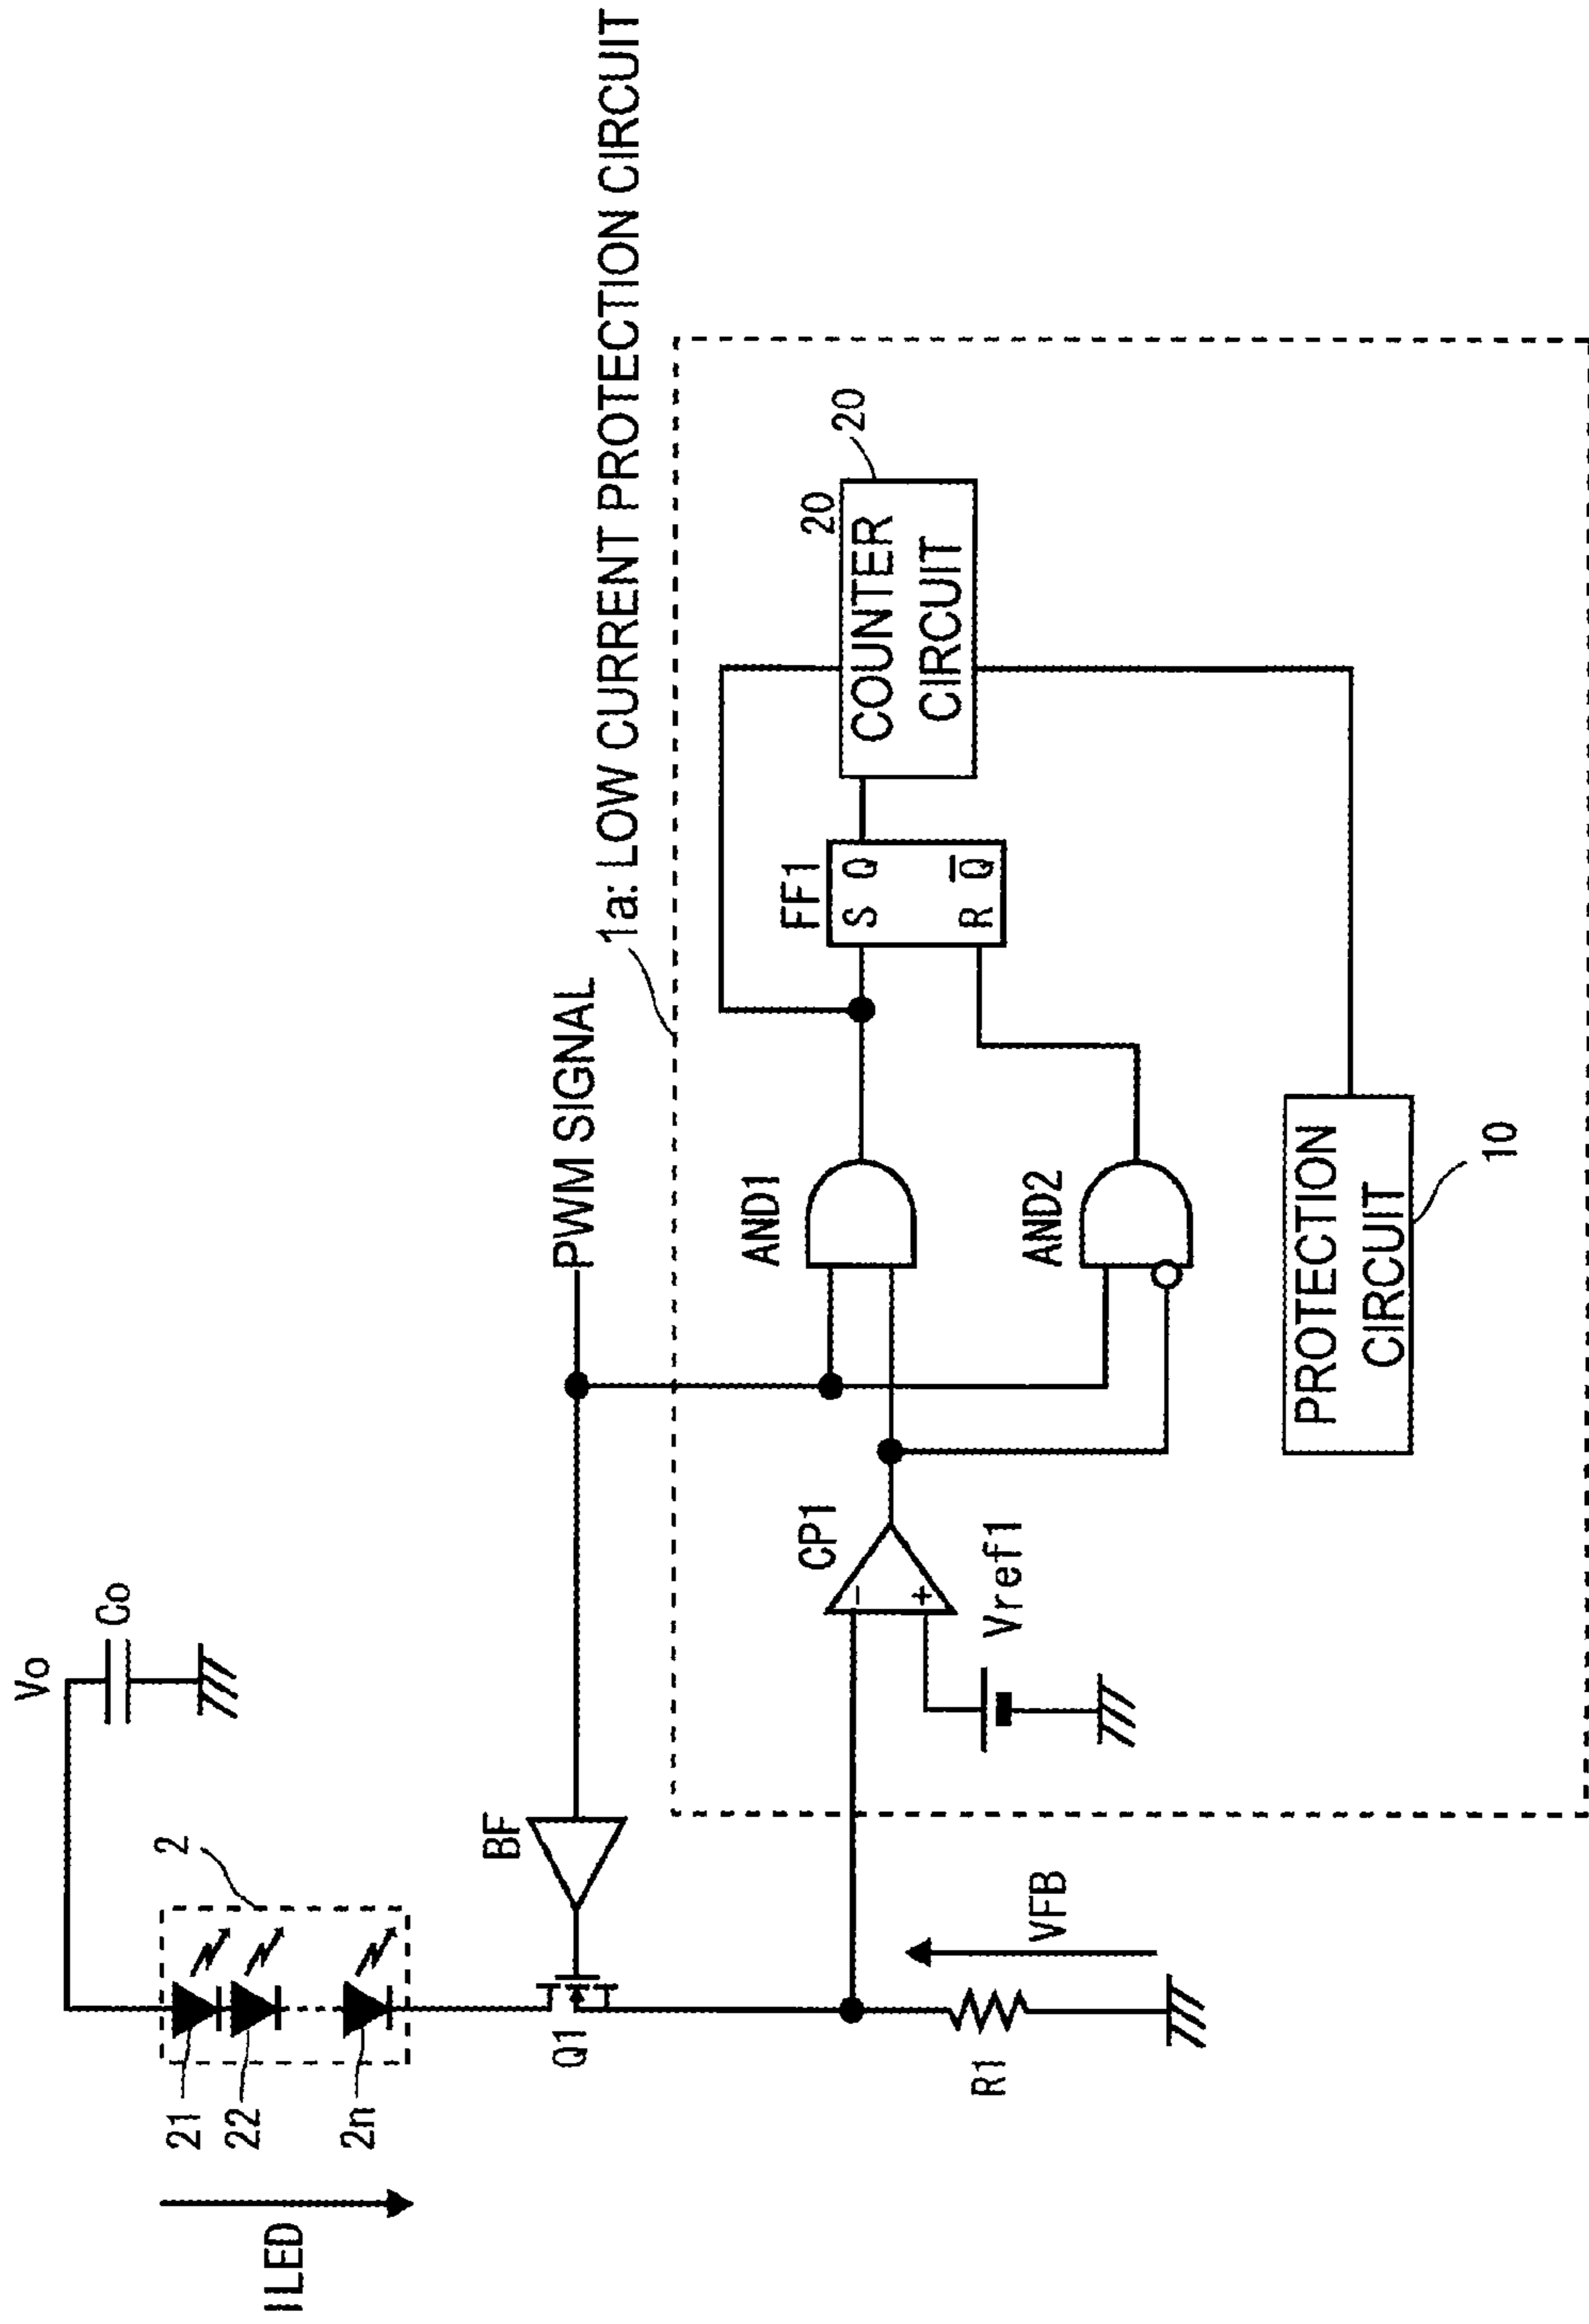 ILED
21
22
2n
2
Vo
Co
Q1
BF
PWM SIGNAL
1a: LOW CURRENT PROTECTION CIRCUIT
R1
VFB
CP1
-
+
Vref1
AND1
AND2
FF1
S Q
R Q̅
20
20
COUNTER
CIRCUIT
PROTECTION
CIRCUIT
10